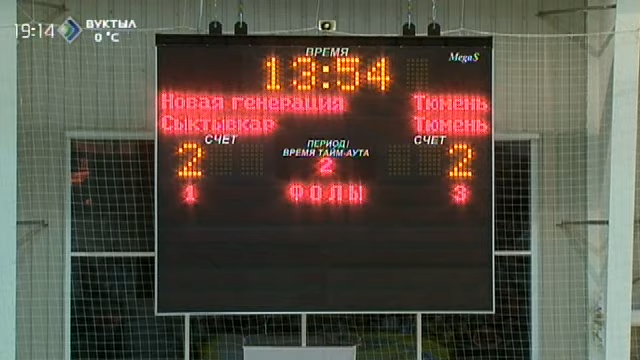 19:14 ВУКТЫЛ
0 °C
ВРЕМЯ
MegaS
13:54
Новая генерация Тюмень
Сыктывкар Тюмень
СЧЕТ ПЕРИОД/ СЧЕТ
ВРЕМЯ ТАЙМ-АУТА
2 2 2
1 ФОЛЫ 3